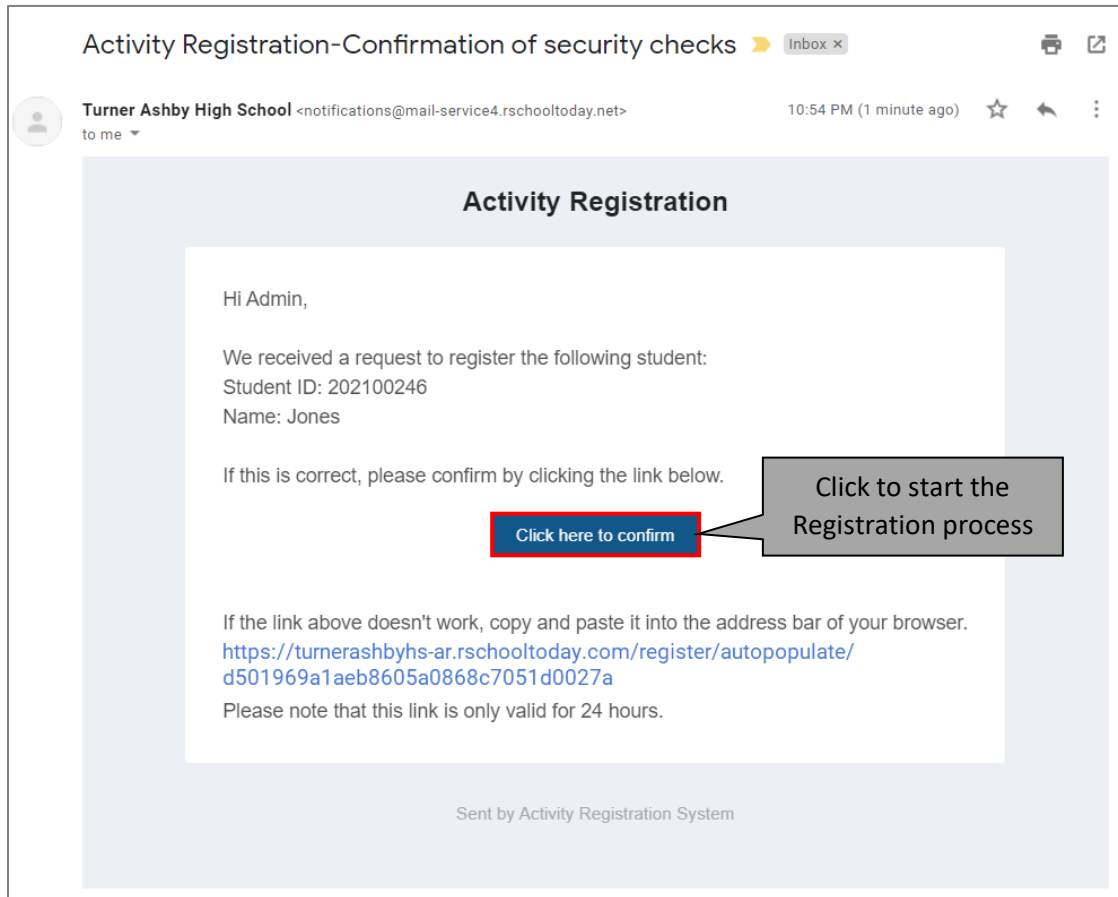 Activity Registration-Confirmation of security checks Inbox ×
Turner Ashby High School <notifications@mail-service4.rschooltoday.net> 10:54 PM (1 minute ago)
to me
Activity Registration
Hi Admin,
We received a request to register the following student:
Student ID: 202100246
Name: Jones
If this is correct, please confirm by clicking the link below.
Click to start the
Registration process
Click here to confirm
If the link above doesn't work, copy and paste it into the address bar of your browser.
https://turnerashbyhs-ar.rschooltoday.com/register/autopopulate/
d501969a1aeb8605a0868c7051d0027a
Please note that this link is only valid for 24 hours.
Sent by Activity Registration System